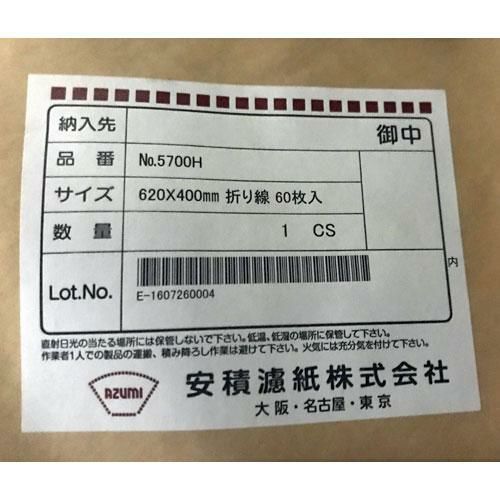 納入先 御中
品番 №5700H
サイズ 620X400mm 折り線 60枚入
数量 1 CS
Lot.No. E-1607260004
内
直射日光の当たる場所には保管しないで下さい。低温、低湿の場所に保管して下さい。
作業者1人での製品の運搬、積み降ろし作業は避けて下さい。火気には充分気を付けて下さい。
AZUMI 安積濾紙株式会社
大阪・名古屋・東京